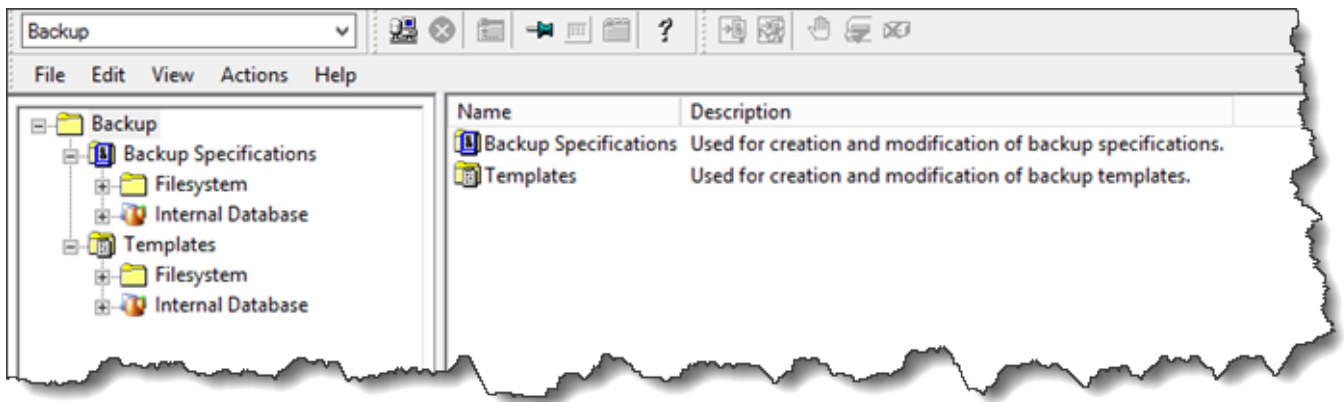 Backup
?
File Edit View Actions Help
Backup
Backup Specifications
Filesystem
Internal Database
Templates
Filesystem
Internal Database
Name Description
Backup Specifications Used for creation and modification of backup specifications.
Templates Used for creation and modification of backup templates.